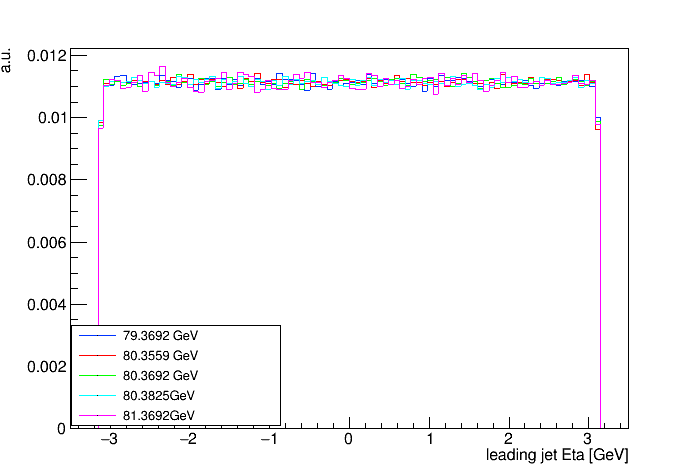 a.u.
0.012
0.01
0.008
0.006
0.004
0.002
0
79.3692 GeV
80.3559 GeV
80.3692 GeV
80.3825GeV
81.3692GeV
−3 −2 −1 0 1 2 3
leading jet Eta [GeV]